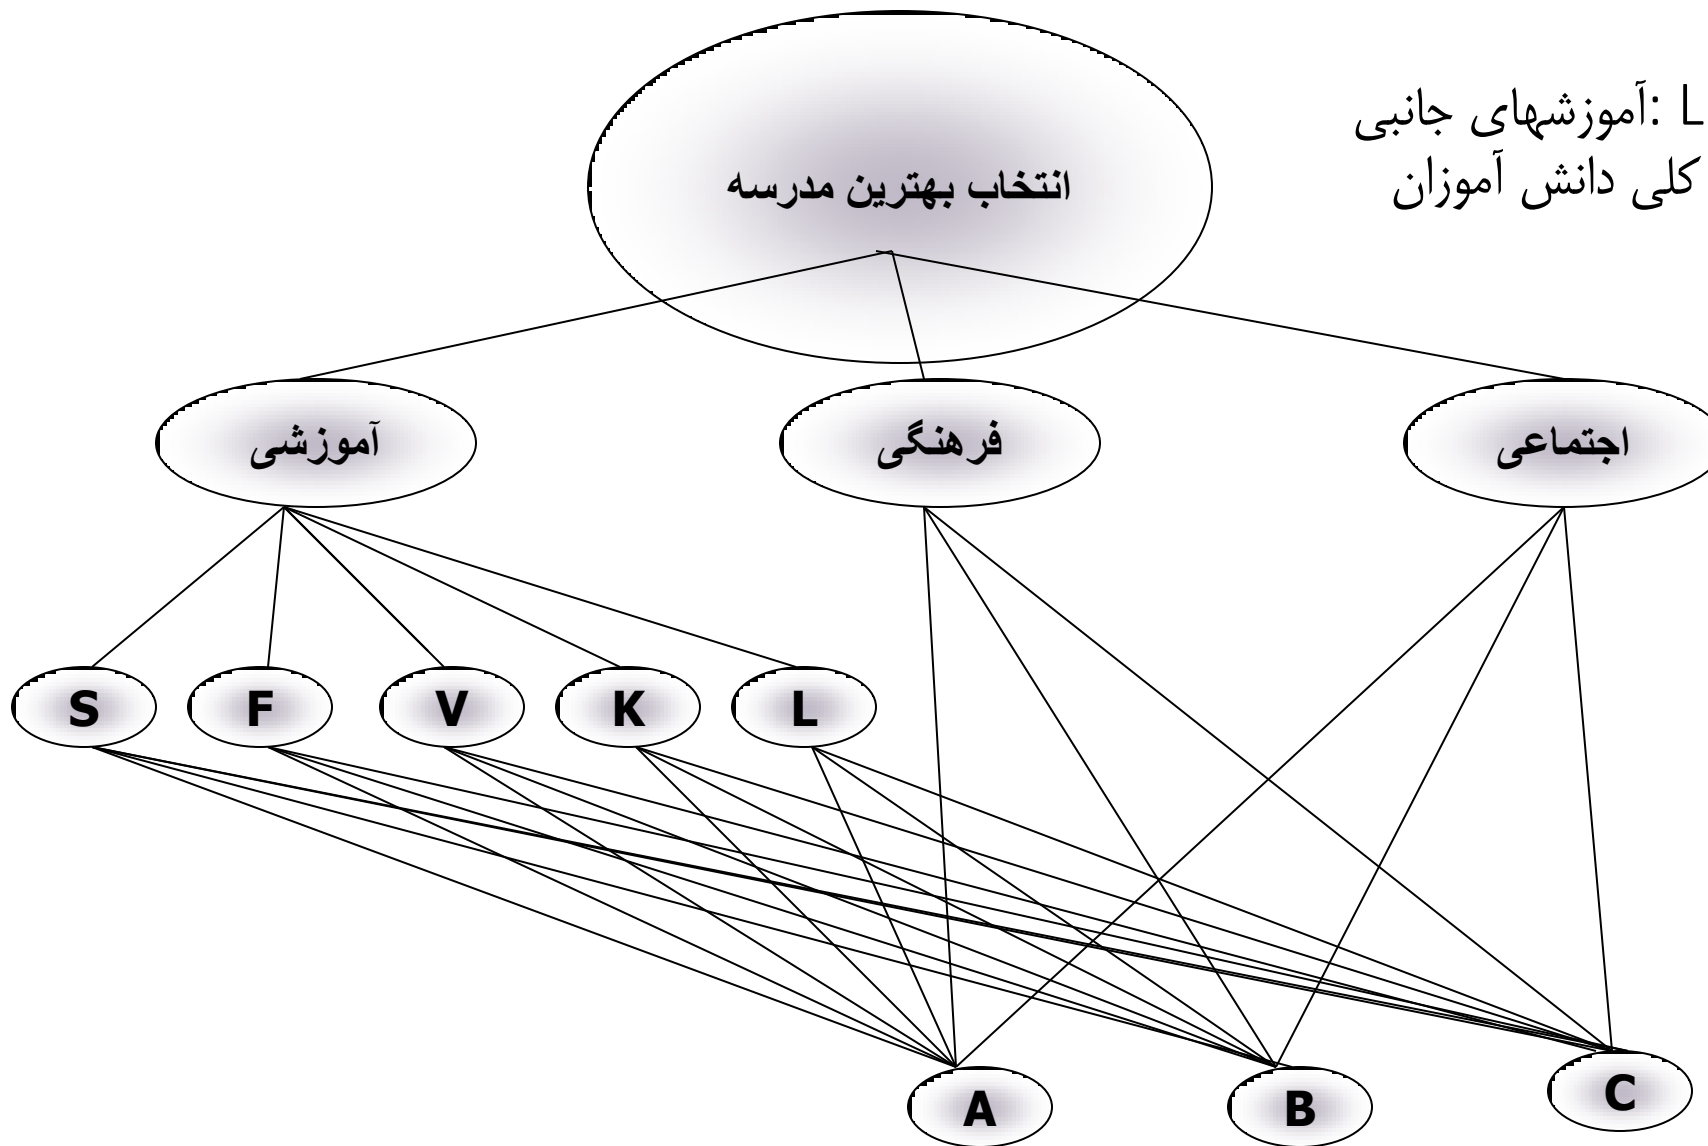 L :آموزشهای جانبی
کلی دانش آموزان
انتخاب بهترین مدرسه
اجتماعی
فرهنگی
آموزشی
S
F
V
K
L
A
B
C